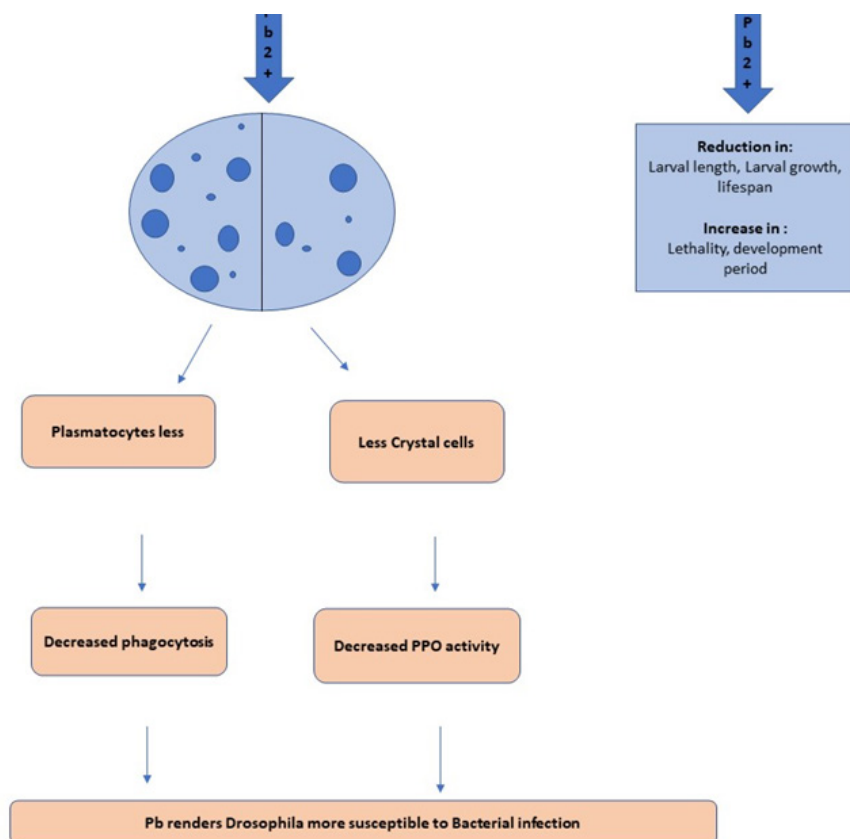 P
b
2
+
P
b
2
+
Reduction in:
Larval length, Larval growth,
lifespan
Increase in :
Lethality, development
period
Plasmatocytes less
Less Crystal cells
Decreased phagocytosis
Decreased PPO activity
Pb renders Drosophila more susceptible to Bacterial infection